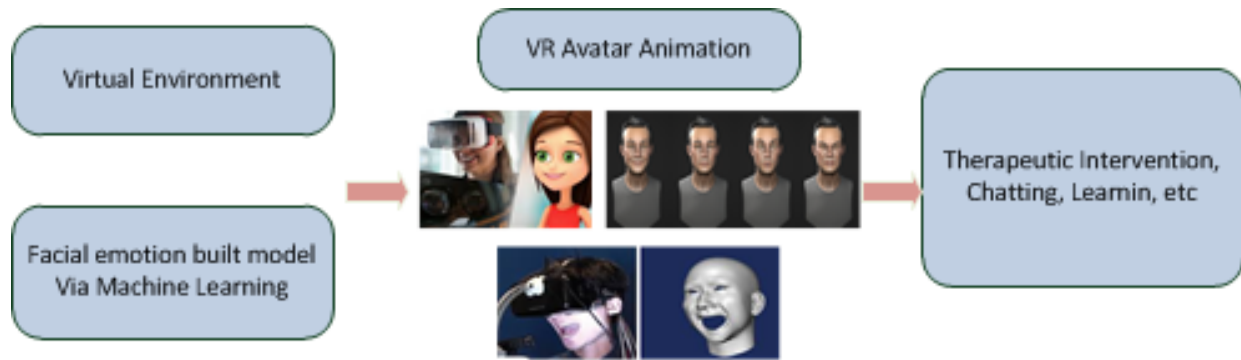 Virtual Environment
Facial emotion built model
Via Machine Learning
VR Avatar Animation
Therapeutic Intervention,
Chatting, Learnin, etc